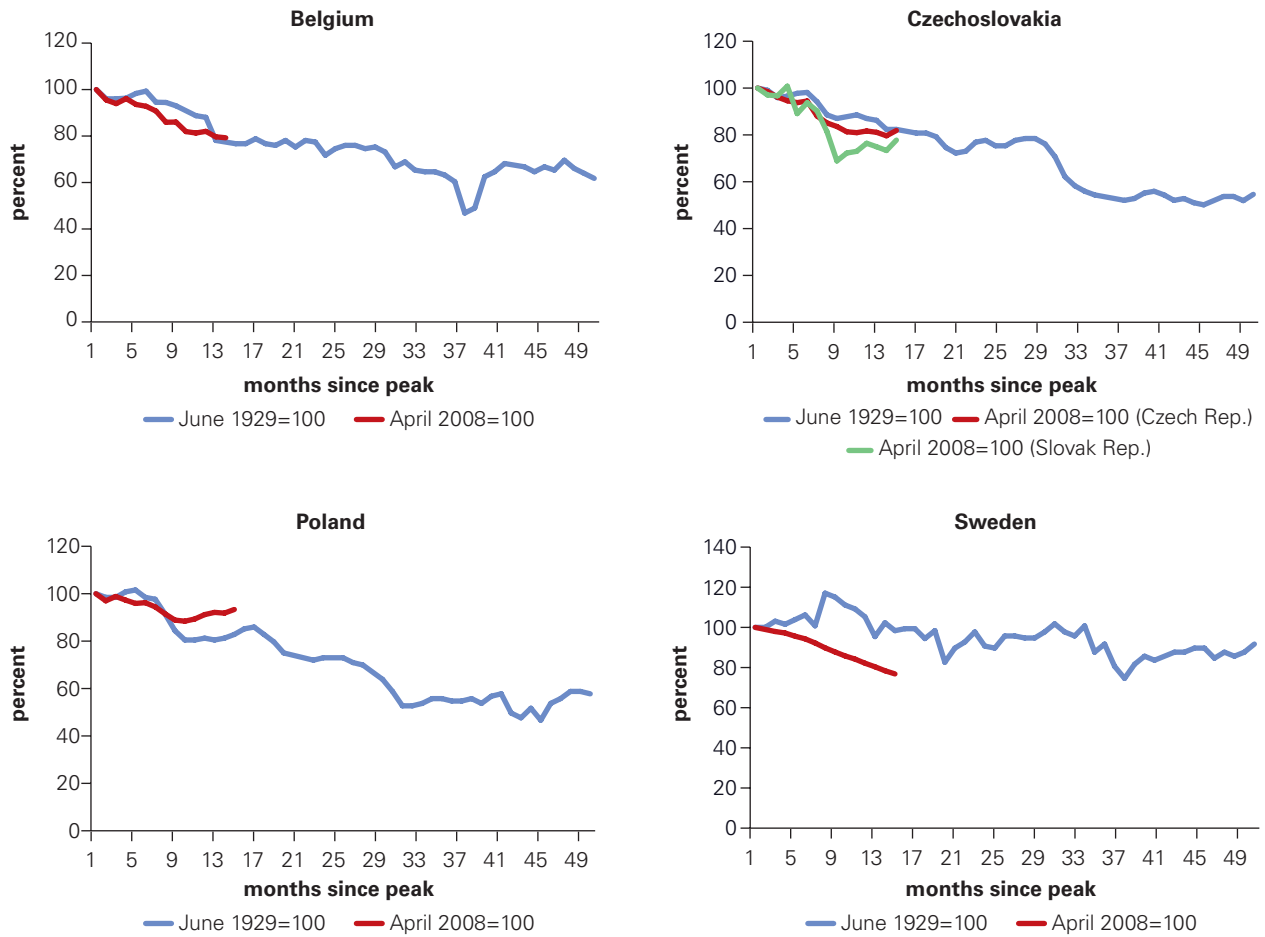 Belgium
120
100
80
60
40
20
0
percent
1 5 9 13 17 21 25 29 33 37 41 45 49
months since peak
June 1929=100 April 2008=100
Czechoslovakia
120
100
80
60
40
20
0
percent
1 5 9 13 17 21 25 29 33 37 41 45 49
months since peak
June 1929=100 April 2008=100 (Czech Rep.)
April 2008=100 (Slovak Rep.)
Poland
120
100
80
60
40
20
0
percent
1 5 9 13 17 21 25 29 33 37 41 45 49
months since peak
June 1929=100 April 2008=100
Sweden
140
120
100
80
60
40
20
0
percent
1 5 9 13 17 21 25 29 33 37 41 45 49
months since peak
June 1929=100 April 2008=100